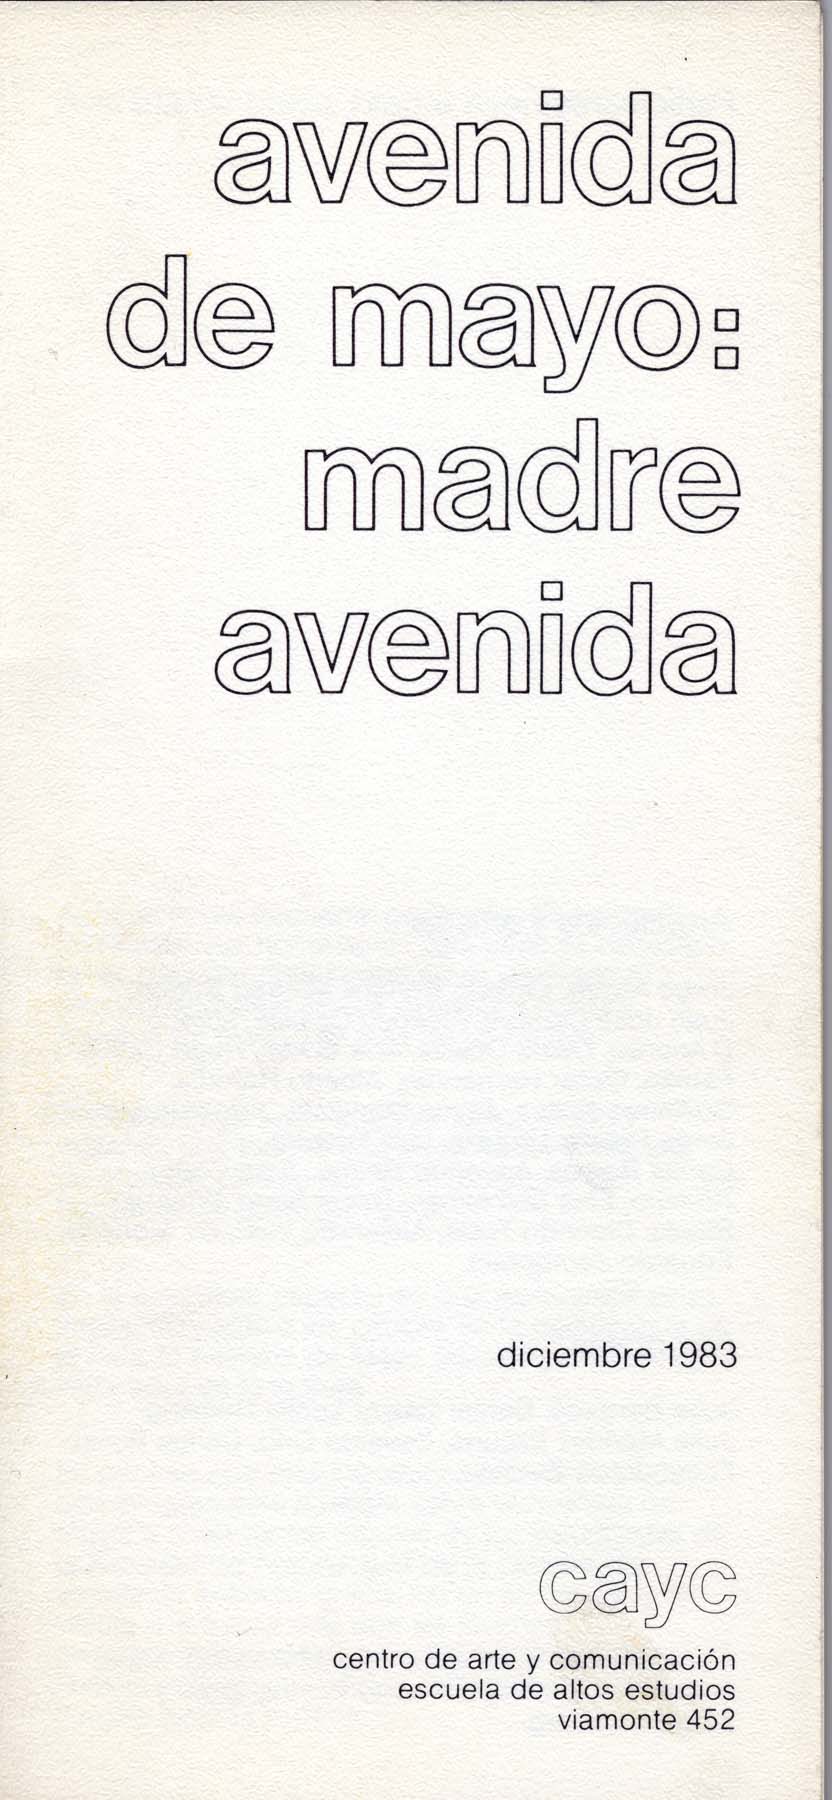 avenida
de mayo:
madre
avenida
diciembre 1983
cayc
centro de arte y comunicación
escuela de altos estudios
viamonte 452